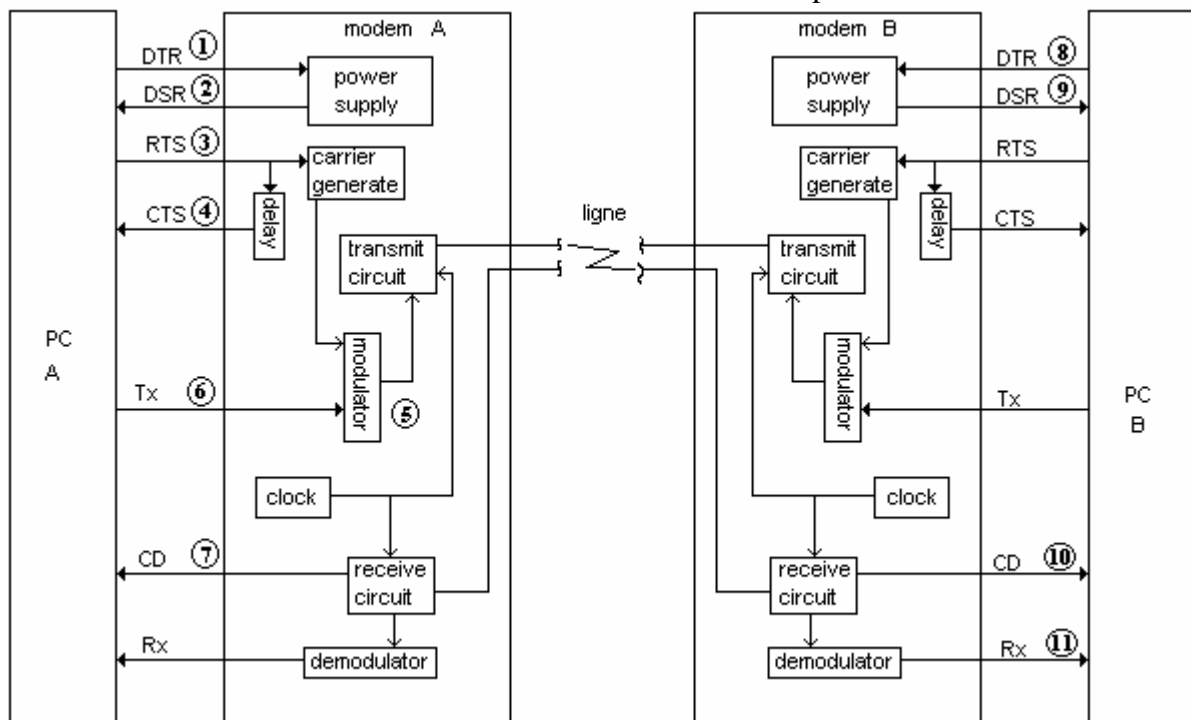 modem A
modem B
DTR ①
power
supply
DSR ②
power
supply
DTR ⑧
DSR ⑨
RTS ③
carrier
generate
delay
CTS ④
carrier
generate
delay
RTS
CTS
ligne
transmit
circuit
transmit
circuit
PC
A
modulator
⑤
Tx ⑥
modulator
Tx
PC
B
clock
clock
CD ⑦
receive
circuit
receive
circuit
CD ⑩
Rx
demodulator
demodulator
Rx ⑪